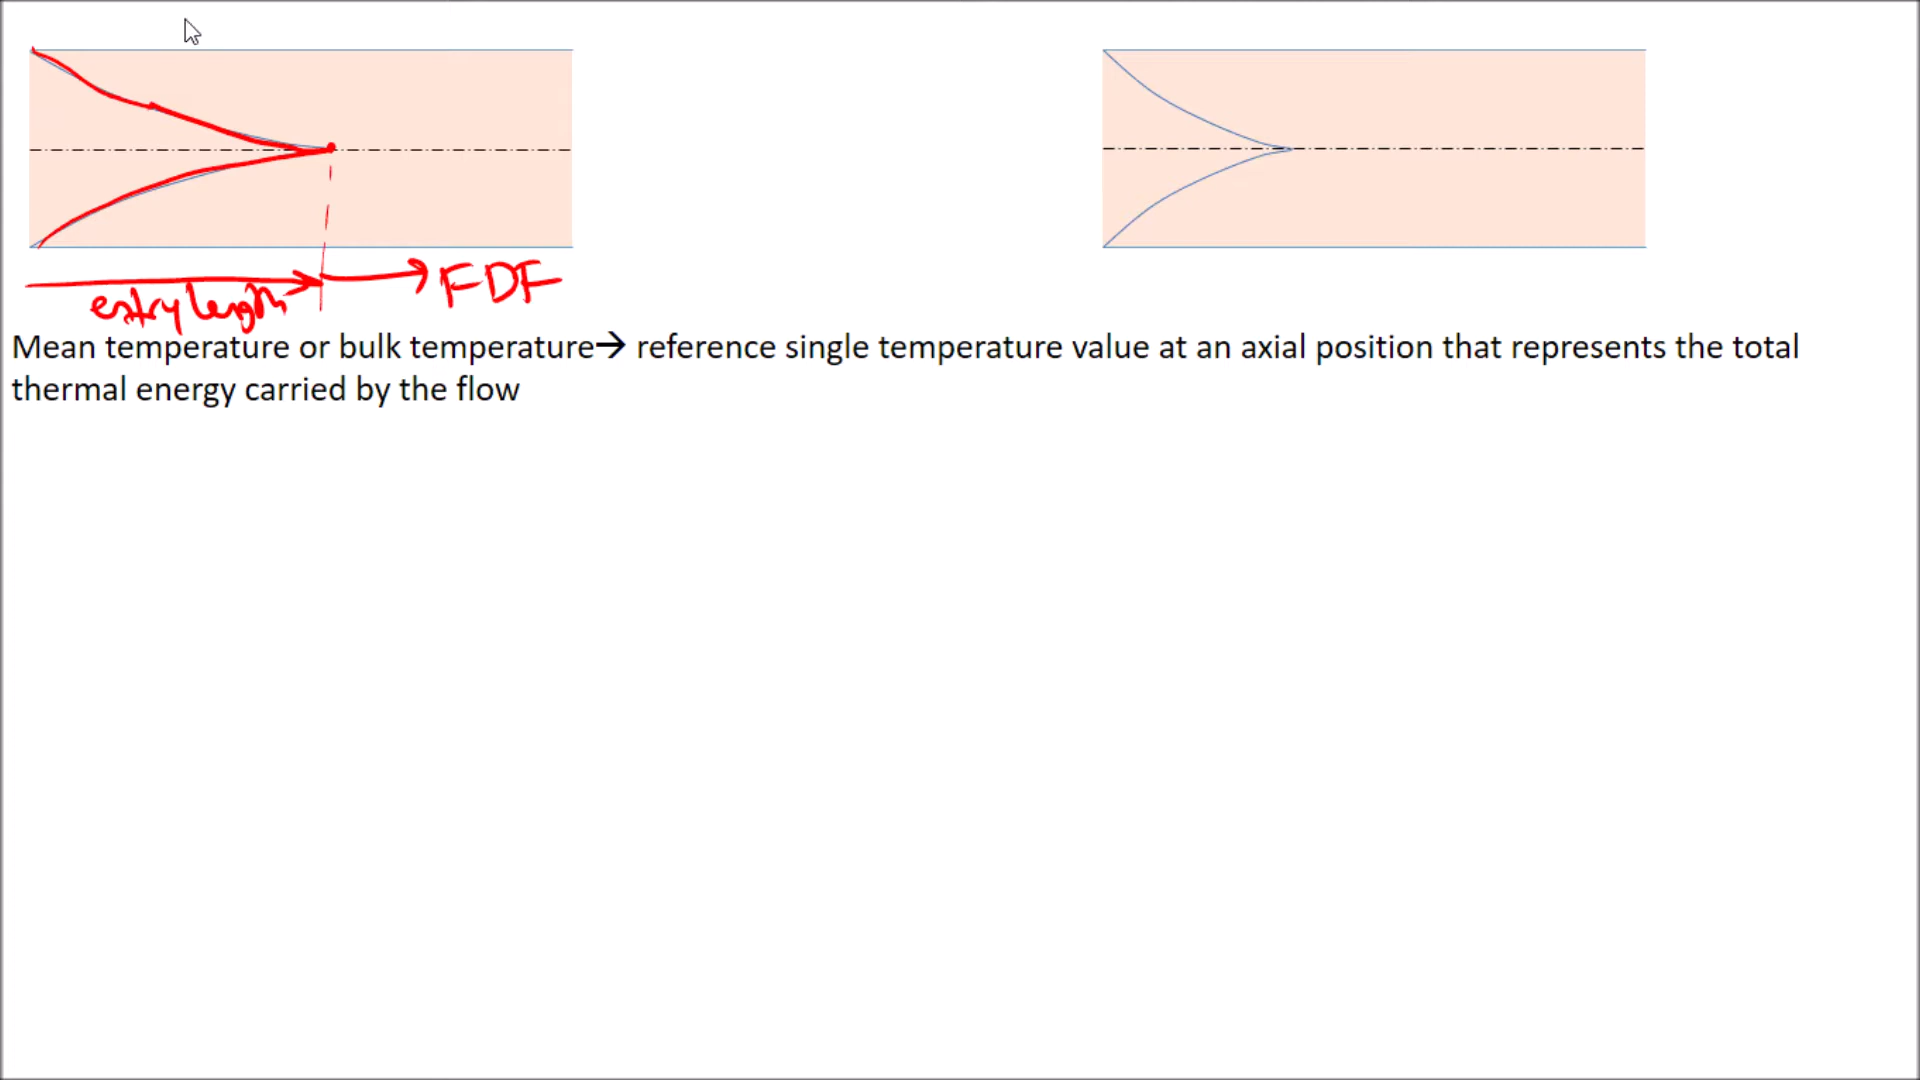 entry length
FDF
Mean temperature or bulk temperature→ reference single temperature value at an axial position that represents the total
thermal energy carried by the flow